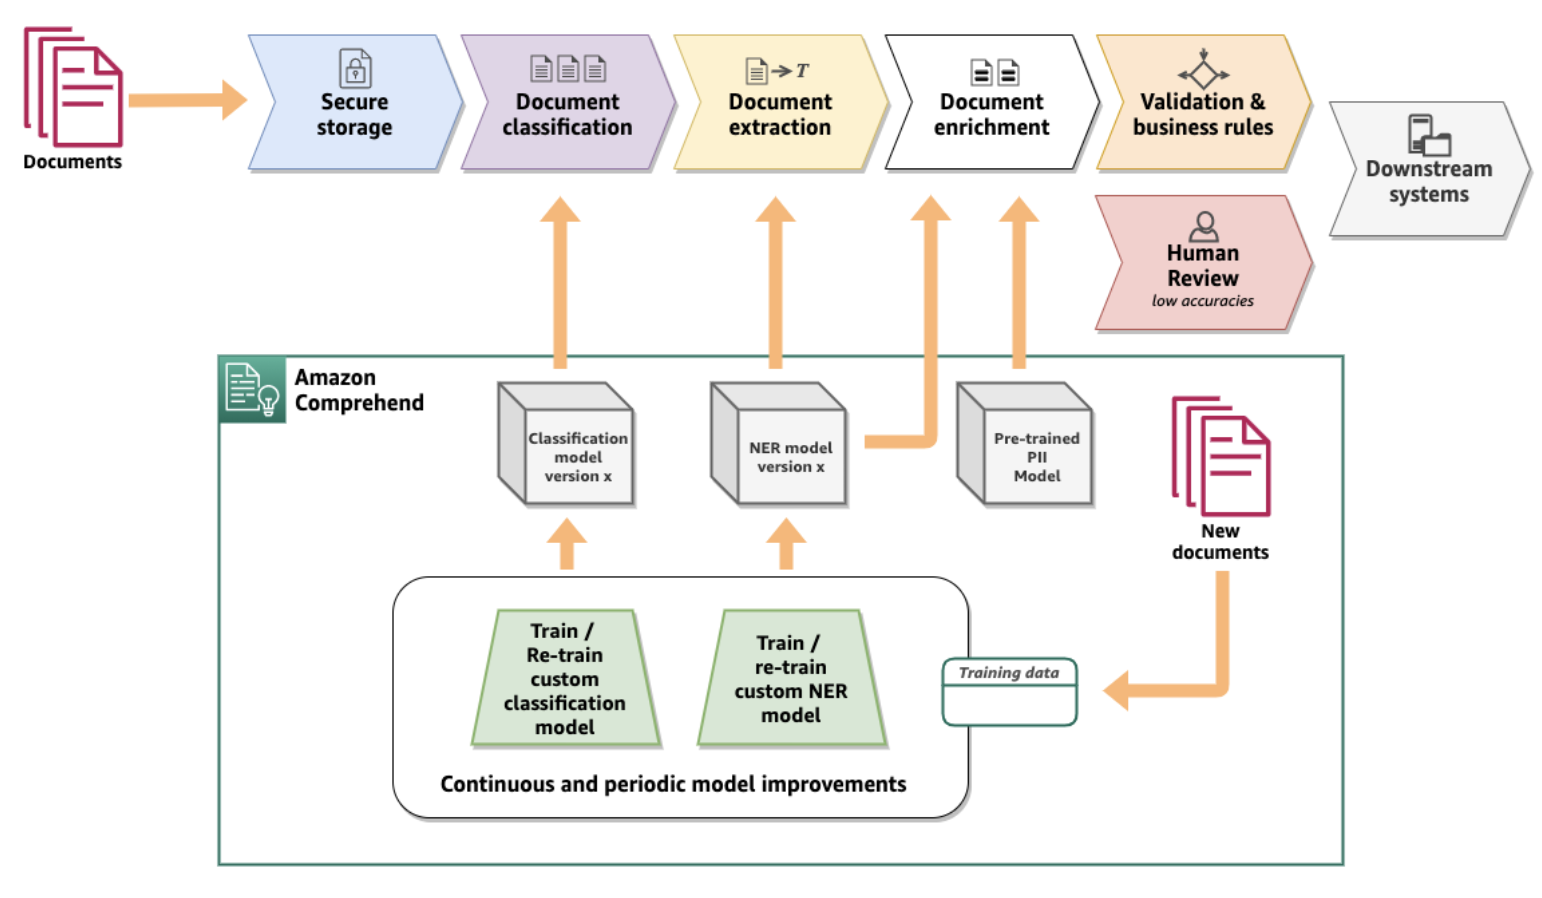 Documents
Secure
storage
Document
classification
T
Document
extraction
Document
enrichment
Validation &
business rules
Downstream
systems
Human
Review
low accuracies
Amazon
Comprehend
Classification
model
version x
NER model
version x
Pre-trained
PII
Model
New
documents
Train /
Re-train
custom
classification
model
Train /
re-train
custom NER
model
Training data
Continuous and periodic model improvements